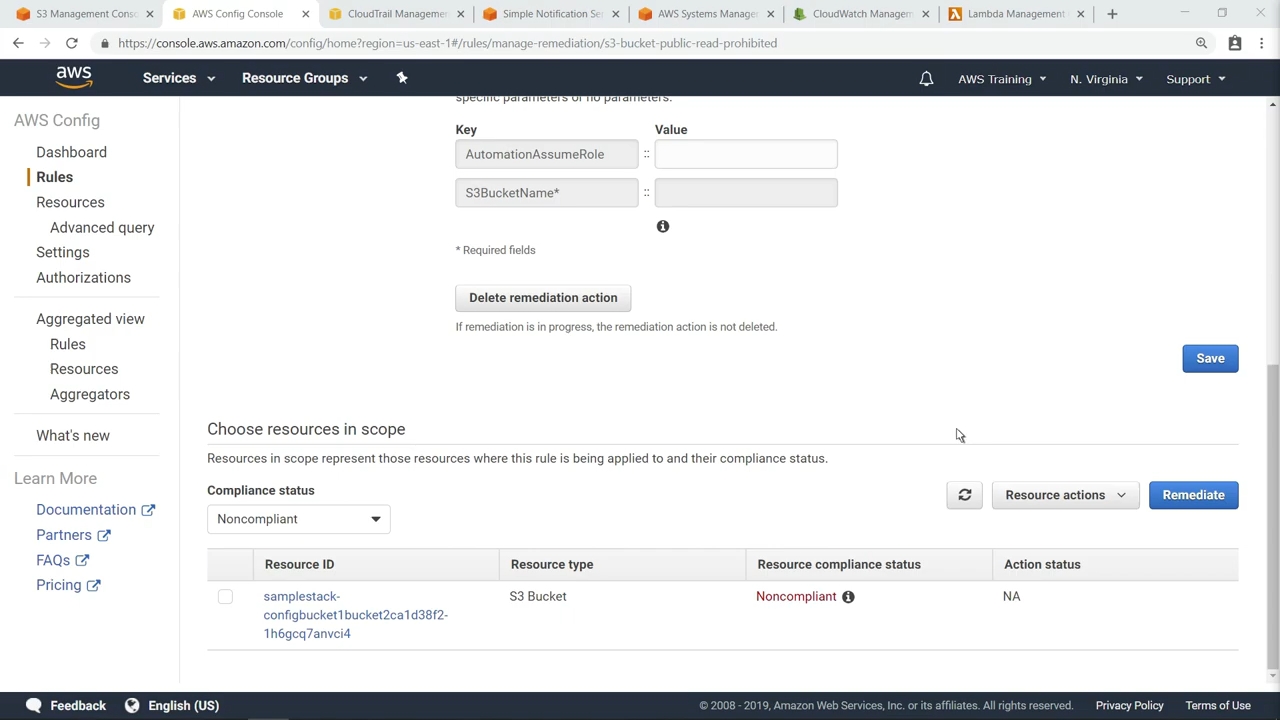 S3 Management Consc
AWS Config Console
CloudTrail Managemen
Simple Notification Se
AWS Systems Manage
CloudWatch Managem
Lambda Management
https://console.aws.amazon.com/config/home?region=us-east-1#/rules/manage-remediation/s3-bucket-public-read-prohibited
aws
Services
Resource Groups
AWS Training
N. Virginia
Support
AWS Config
Dashboard
Rules
Resources
Advanced query
Settings
Authorizations
Aggregated view
Rules
Resources
Aggregators
What's new
Learn More
Documentation
Partners
FAQs
Pricing
specific parameters or no parameters.
Key
Value
AutomationAssumeRole
::
S3BucketName*
::
* Required fields
Delete remediation action
If remediation is in progress, the remediation action is not deleted.
Save
Choose resources in scope
Resources in scope represent those resources where this rule is being applied to and their compliance status.
Compliance status
Noncompliant
Resource actions
Remediate
Resource ID
Resource type
Resource compliance status
Action status
samplestack-
configbucket1bucket2ca1d38f2-
1h6gcq7anvci4
S3 Bucket
Noncompliant
NA
Feedback
English (US)
© 2008 - 2019, Amazon Web Services, Inc. or its affiliates. All rights reserved.
Privacy Policy
Terms of Use